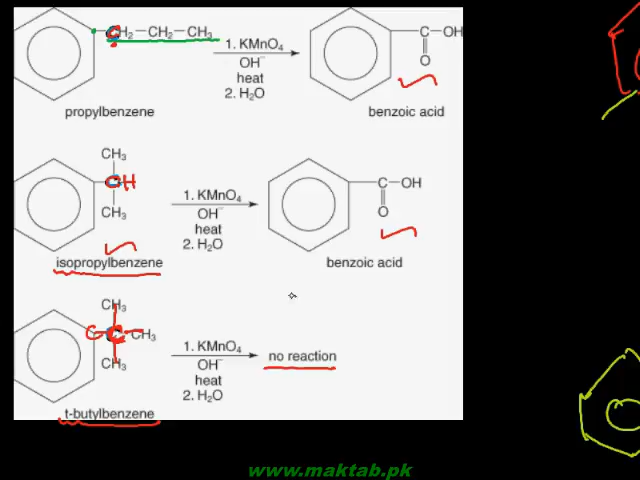 CH₂—CH₂—CH₃
1. KMnO₄
OH⁻
heat
2. H₂O
C—OH
O
propylbenzene
benzoic acid
CH₃
CH
CH₃
1. KMnO₄
OH⁻
heat
2. H₂O
C—OH
O
isopropylbenzene
benzoic acid
CH₃
C—C—CH₃
CH₃
1. KMnO₄
OH⁻
heat
2. H₂O
no reaction
t-butylbenzene
www.maktab.pk